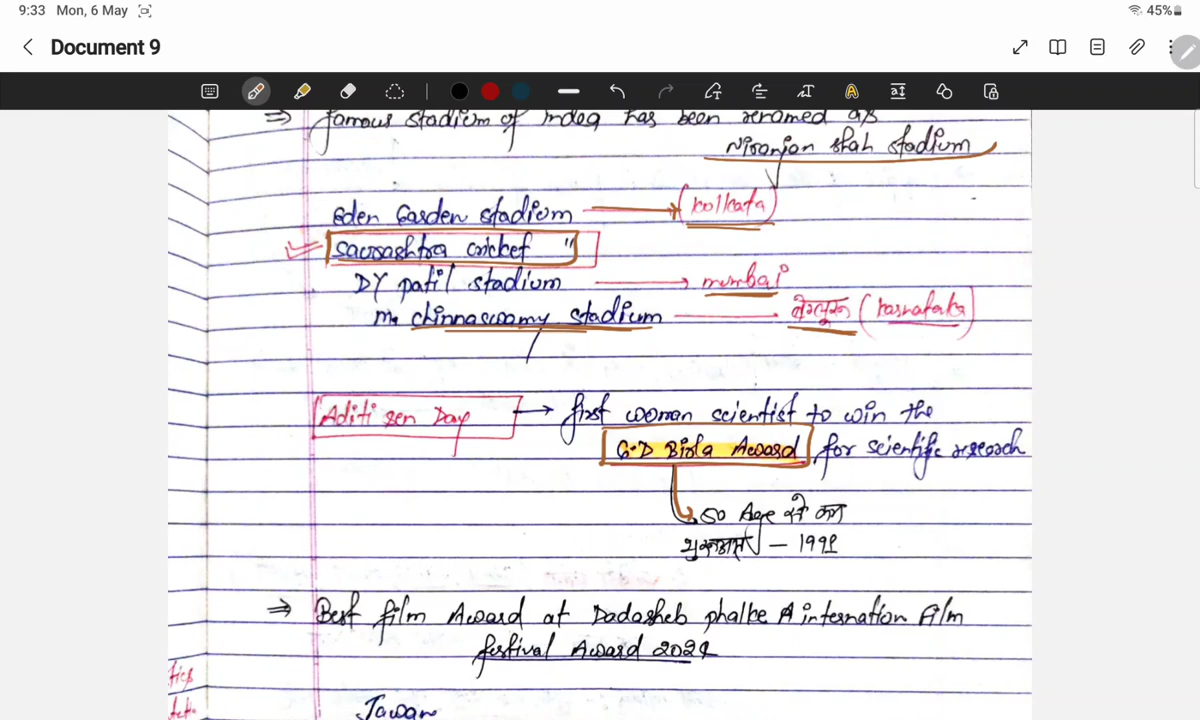 9:33 Mon, 6 May
45%
Document 9
⇒ famous stadium of India has been renamed as
Niranjan shah stadium
Eden Garden stadium → (kolkata)
saurashtra cricket "
DY patil stadium → mumbai
m. chinnaswamy stadium — बेंगलुरु (karnataka)
Aditi sen Day → first woman scientist to win the
G.D Birla Award for scientific research
50 Age से कम
शुरुआत — 1991
⇒ Best film Award at Dadasheb phalke internation film
festival Award 2024
Jawan